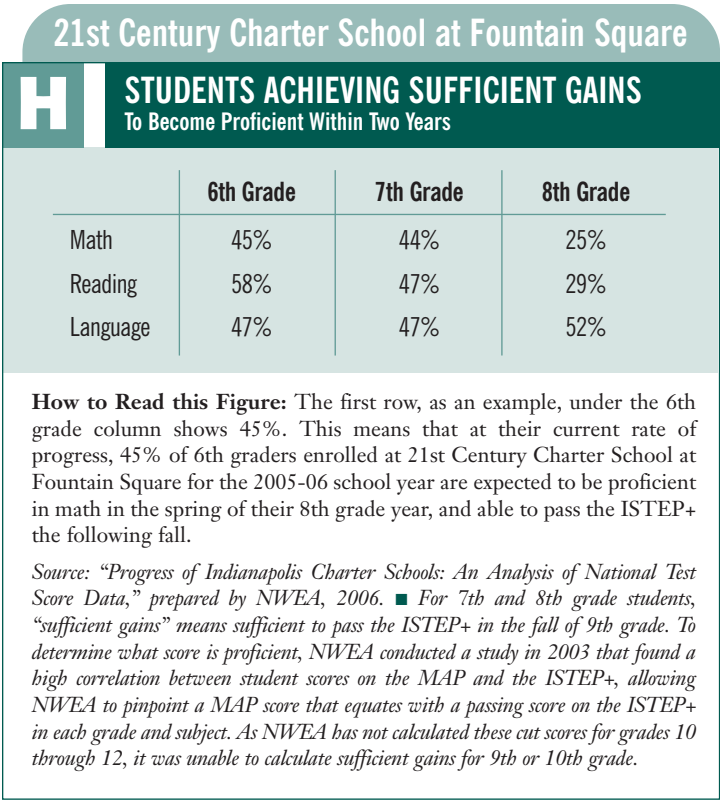 21st Century Charter School at Fountain Square
H
STUDENTS ACHIEVING SUFFICIENT GAINS
To Become Proficient Within Two Years
6th Grade 7th Grade 8th Grade
Math 45% 44% 25%
Reading 58% 47% 29%
Language 47% 47% 52%
How to Read this Figure: The first row, as an example, under the 6th
grade column shows 45%. This means that at their current rate of
progress, 45% of 6th graders enrolled at 21st Century Charter School at
Fountain Square for the 2005-06 school year are expected to be proficient
in math in the spring of their 8th grade year, and able to pass the ISTEP+
the following fall.
Source: “Progress of Indianapolis Charter Schools: An Analysis of National Test
Score Data,” prepared by NWEA, 2006. ■ For 7th and 8th grade students,
“sufficient gains” means sufficient to pass the ISTEP+ in the fall of 9th grade. To
determine what score is proficient, NWEA conducted a study in 2003 that found a
high correlation between student scores on the MAP and the ISTEP+, allowing
NWEA to pinpoint a MAP score that equates with a passing score on the ISTEP+
in each grade and subject. As NWEA has not calculated these cut scores for grades 10
through 12, it was unable to calculate sufficient gains for 9th or 10th grade.